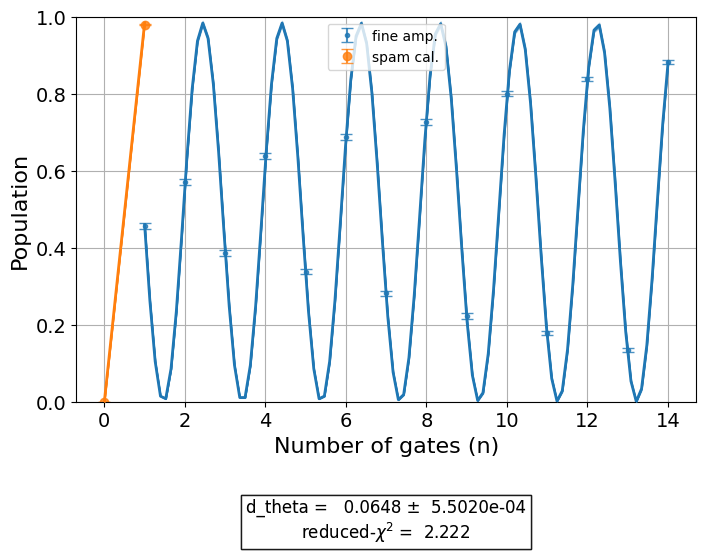 1.0
0.8
0.6
0.4
0.2
0.0
Population
fine amp.
spam cal.
0 2 4 6 8 10 12 14
Number of gates (n)
d_theta = 0.0648 ± 5.5020e-04
reduced-χ² = 2.222